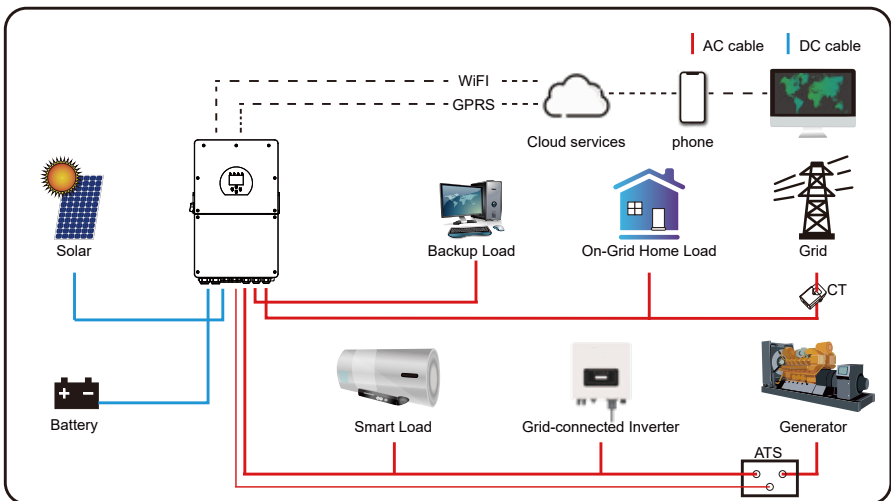 AC cable
DC cable
WiFI
GPRS
Cloud services
phone
Solar
Backup Load
On-Grid Home Load
Grid
CT
Battery
Smart Load
Grid-connected Inverter
Generator
ATS